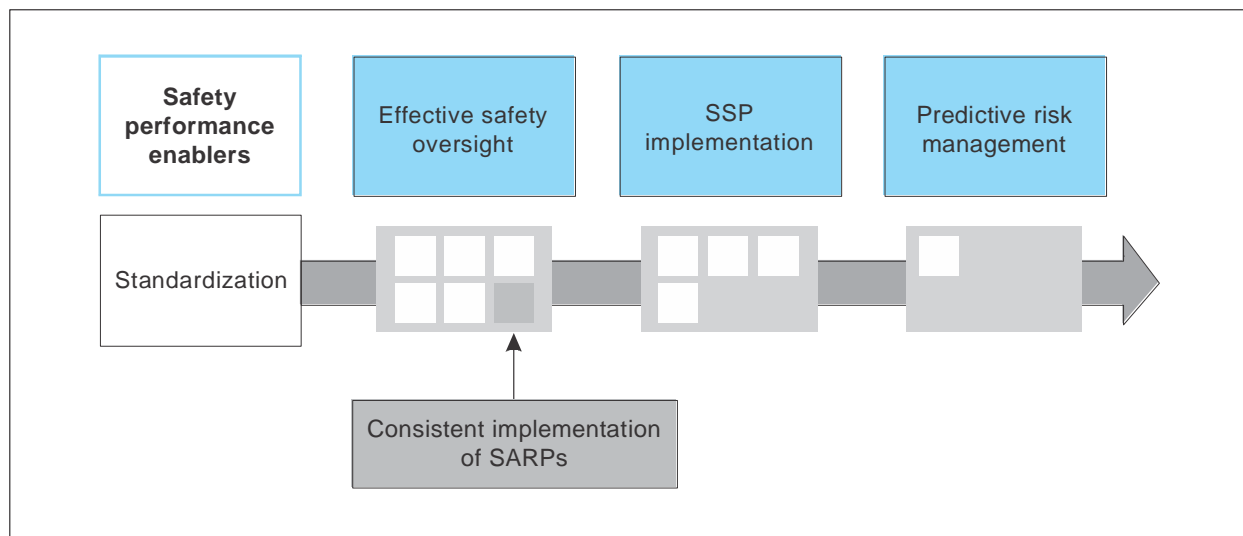 Safety
performance
enablers
Effective safety
oversight
SSP
implementation
Predictive risk
management
Standardization
Consistent implementation
of SARPs